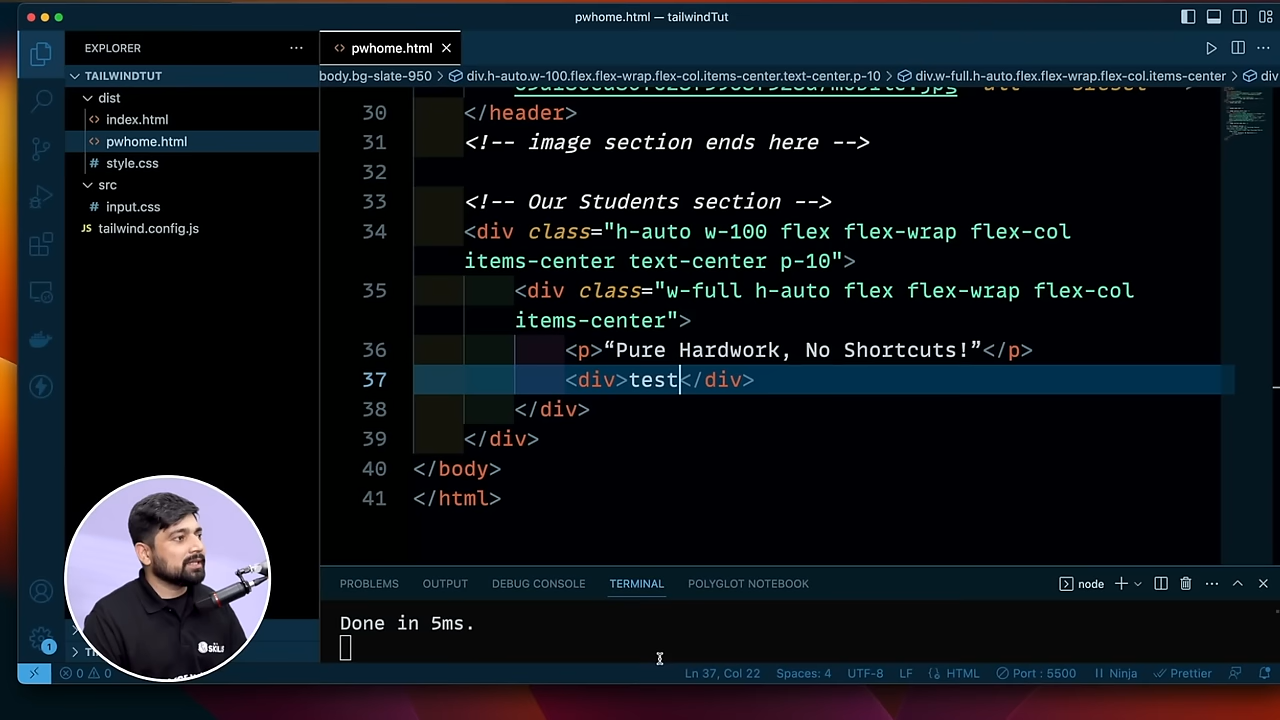 pwhome.html — tailwindTut
EXPLORER
pwhome.html
TAILWINDTUT
body.bg-slate-950 > div.h-auto.w-100.flex.flex-wrap.flex-col.items-center.text-center.p-10 > div.w-full.h-auto.flex.flex-wrap.flex-col.items-center > div
dist
index.html
pwhome.html
style.css
src
input.css
JS tailwind.config.js
30 </header>
31 <!-- image section ends here -->
32
33 <!-- Our Students section -->
34 <div class="h-auto w-100 flex flex-wrap flex-col
items-center text-center p-10">
35 <div class="w-full h-auto flex flex-wrap flex-col
items-center">
36 <p>“Pure Hardwork, No Shortcuts!”</p>
37 <div>test</div>
38 </div>
39 </div>
40 </body>
41 </html>
PROBLEMS OUTPUT DEBUG CONSOLE TERMINAL POLYGLOT NOTEBOOK
node
Done in 5ms.
1
0 0
Ln 37, Col 22 Spaces: 4 UTF-8 LF HTML Port : 5500 Ninja Prettier